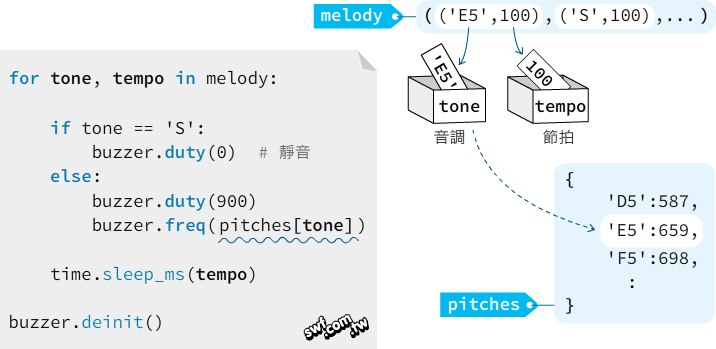 melody
(('E5',100),('S',100),...)
for tone, tempo in melody:
if tone == 'S':
buzzer.duty(0)  # 靜音
else:
buzzer.duty(900)
buzzer.freq(pitches[tone])
time.sleep_ms(tempo)
buzzer.deinit()
swf.com.tw
'E5'
tone
音調
100
tempo
節拍
{
'D5':587,
'E5':659,
'F5':698,
:
}
pitches